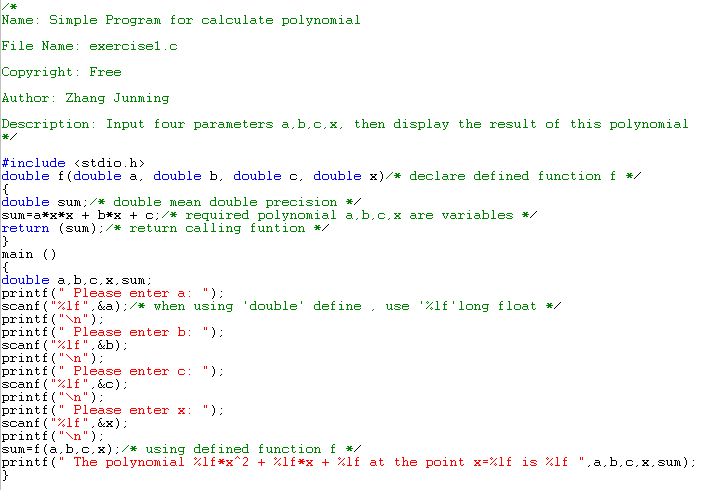 /*
Name: Simple Program for calculate polynomial
File Name: exercise1.c
Copyright: Free
Author: Zhang Junming
Description: Input four parameters a,b,c,x, then display the result of this polynomial
*/
#include <stdio.h>
double f(double a, double b, double c, double x)/* declare defined function f */
{
double sum;/* double mean double precision */
sum=a*x*x + b*x + c;/* required polynomial a,b,c,x are variables */
return (sum);/* return calling funtion */
}
main ()
{
double a,b,c,x,sum;
printf(" Please enter a: ");
scanf("%lf",&a);/* when using 'double' define , use '%lf'long float */
printf("\n");
printf(" Please enter b: ");
scanf("%lf",&b);
printf("\n");
printf(" Please enter c: ");
scanf("%lf",&c);
printf("\n");
printf(" Please enter x: ");
scanf("%lf",&x);
printf("\n");
sum=f(a,b,c,x);/* using defined function f */
printf(" The polynomial %lf*x^2 + %lf*x + %lf at the point x=%lf is %lf ",a,b,c,x,sum);
}